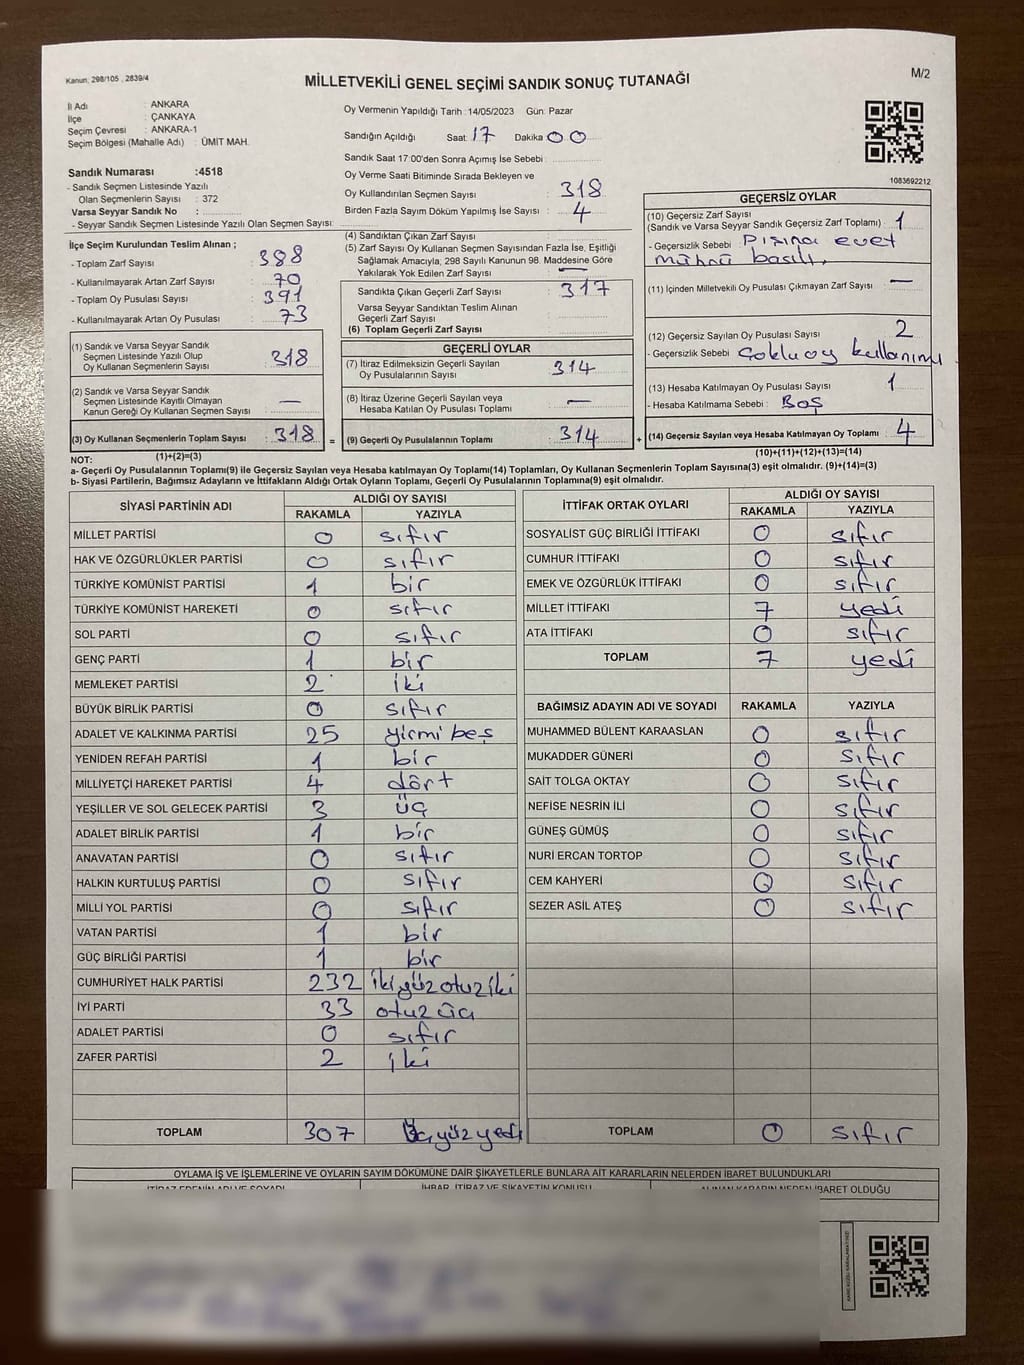 Kanun, 298/105 , 2839/4
MİLLETVEKİLİ GENEL SEÇİMİ SANDIK SONUÇ TUTANAĞI
M/2
İl Adı : ANKARA
İlçe : ÇANKAYA
Seçim Çevresi : ANKARA-1
Seçim Bölgesi (Mahalle Adı) : ÜMİT MAH.
Sandık Numarası :4518
- Sandık Seçmen Listesinde Yazılı
Olan Seçmenlerin Sayısı : 372
Varsa Seyyar Sandık No :
- Seyyar Sandık Seçmen Listesinde Yazılı Olan Seçmen Sayısı:
İlçe Seçim Kurulundan Teslim Alınan ;
- Toplam Zarf Sayısı : 388
- Kullanılmayarak Artan Zarf Sayısı : 70
- Toplam Oy Pusulası Sayısı : 391
- Kullanılmayarak Artan Oy Pusulası : 73
(1) Sandık ve Varsa Seyyar Sandık
Seçmen Listesinde Yazılı Olup
Oy Kullanan Seçmenlerin Sayısı : 318
(2) Sandık ve Varsa Seyyar Sandık
Seçmen Listesinde Kayıtlı Olmayan
Kanun Gereği Oy Kullanan Seçmen Sayısı : —
(3) Oy Kullanan Seçmenlerin Toplam Sayısı : 318
(1)+(2)=(3)
Oy Vermenin Yapıldığı Tarih : 14/05/2023 Gün: Pazar
Sandığın Açıldığı Saat: 17 Dakika: 00
Sandık Saat 17:00'den Sonra Açımış İse Sebebi :
Oy Verme Saati Bitiminde Sırada Bekleyen ve
Oy Kullandırılan Seçmen Sayısı : 318
Birden Fazla Sayım Döküm Yapılmış İse Sayısı : 4
(4) Sandıktan Çıkan Zarf Sayısı :
(5) Zarf Sayısı Oy Kullanan Seçmen Sayısından Fazla İse, Eşitliği
Sağlamak Amacıyla; 298 Sayılı Kanunun 98. Maddesine Göre
Yakılarak Yok Edilen Zarf Sayısı : —
Sandıkta Çıkan Geçerli Zarf Sayısı : 317
Varsa Seyyar Sandıktan Teslim Alınan
Geçerli Zarf Sayısı
(6) Toplam Geçerli Zarf Sayısı :
GEÇERLİ OYLAR
(7) İtiraz Edilmeksizin Geçerli Sayılan
Oy Pusulalarının Sayısı : 314
(8) İtiraz Üzerine Geçerli Sayılan veya
Hesaba Katılan Oy Pusulası Toplamı : —
= (9) Geçerli Oy Pusulalarının Toplamı : 314
1083692212
GEÇERSİZ OYLAR
(10) Geçersiz Zarf Sayısı
(Sandık ve Varsa Seyyar Sandık Geçersiz Zarf Toplamı) : 1
- Geçersizlik Sebebi : Dışına evet
mührü basılı.
(11) İçinden Milletvekili Oy Pusulası Çıkmayan Zarf Sayısı : —
(12) Geçersiz Sayılan Oy Pusulası Sayısı 2
- Geçersizlik Sebebi : Çoklu oy kullanımı
(13) Hesaba Katılmayan Oy Pusulası Sayısı 1
- Hesaba Katılmama Sebebi : Boş
+ (14) Geçersiz Sayılan veya Hesaba Katılmayan Oy Toplamı : 4
(10)+(11)+(12)+(13)=(14)
NOT:
a- Geçerli Oy Pusulalarının Toplamı(9) ile Geçersiz Sayılan veya Hesaba katılmayan Oy Toplamı(14) Toplamları, Oy Kullanan Seçmenlerin Toplam Sayısına(3) eşit olmalıdır. (9)+(14)=(3)
b- Siyasi Partilerin, Bağımsız Adayların ve İttifakların Aldığı Ortak Oyların Toplamı, Geçerli Oy Pusulalarının Toplamına(9) eşit olmalıdır.
SİYASİ PARTİNİN ADI ALDIĞI OY SAYISI
RAKAMLA YAZIYLA
MİLLET PARTİSİ 0 sıfır
HAK VE ÖZGÜRLÜKLER PARTİSİ 0 sıfır
TÜRKİYE KOMÜNİST PARTİSİ 1 bir
TÜRKİYE KOMÜNİST HAREKETİ 0 sıfır
SOL PARTİ 0 sıfır
GENÇ PARTİ 1 bir
MEMLEKET PARTİSİ 2 iki
BÜYÜK BİRLİK PARTİSİ 0 sıfır
ADALET VE KALKINMA PARTİSİ 25 yirmi beş
YENİDEN REFAH PARTİSİ 1 bir
MİLLİYETÇİ HAREKET PARTİSİ 4 dört
YEŞİLLER VE SOL GELECEK PARTİSİ 3 üç
ADALET BİRLİK PARTİSİ 1 bir
ANAVATAN PARTİSİ 0 sıfır
HALKIN KURTULUŞ PARTİSİ 0 sıfır
MİLLİ YOL PARTİSİ 0 sıfır
VATAN PARTİSİ 1 bir
GÜÇ BİRLİĞİ PARTİSİ 1 bir
CUMHURİYET HALK PARTİSİ 232 ikiyüz otuz iki
İYİ PARTİ 33 otuz üç
ADALET PARTİSİ 0 sıfır
ZAFER PARTİSİ 2 iki
TOPLAM 307 Üçyüz yedi
İTTİFAK ORTAK OYLARI ALDIĞI OY SAYISI
RAKAMLA YAZIYLA
SOSYALİST GÜÇ BİRLİĞİ İTTİFAKI 0 sıfır
CUMHUR İTTİFAKI 0 sıfır
EMEK VE ÖZGÜRLÜK İTTİFAKI 0 sıfır
MİLLET İTTİFAKI 7 yedi
ATA İTTİFAKI 0 sıfır
TOPLAM 7 yedi
BAĞIMSIZ ADAYIN ADI VE SOYADI RAKAMLA YAZIYLA
MUHAMMED BÜLENT KARAASLAN 0 sıfır
MUKADDER GÜNERİ 0 sıfır
SAİT TOLGA OKTAY 0 sıfır
NEFİSE NESRİN İLİ 0 sıfır
GÜNEŞ GÜMÜŞ 0 sıfır
NURİ ERCAN TORTOP 0 sıfır
CEM KAHYERİ 0 sıfır
SEZER ASİL ATEŞ 0 sıfır
TOPLAM 0 sıfır
OYLAMA İŞ VE İŞLEMLERİNE VE OYLARIN SAYIM DÖKÜMÜNE DAİR ŞİKAYETLERLE BUNLARA AİT KARARLARIN NELERDEN İBARET BULUNDUKLARI
İTİRAZ EDENİN ADI VE SOYADI İHBAR, İTİRAZ VE ŞİKAYETİN KONUSU ALINAN KARARIN NEDEN İBARET OLDUĞU